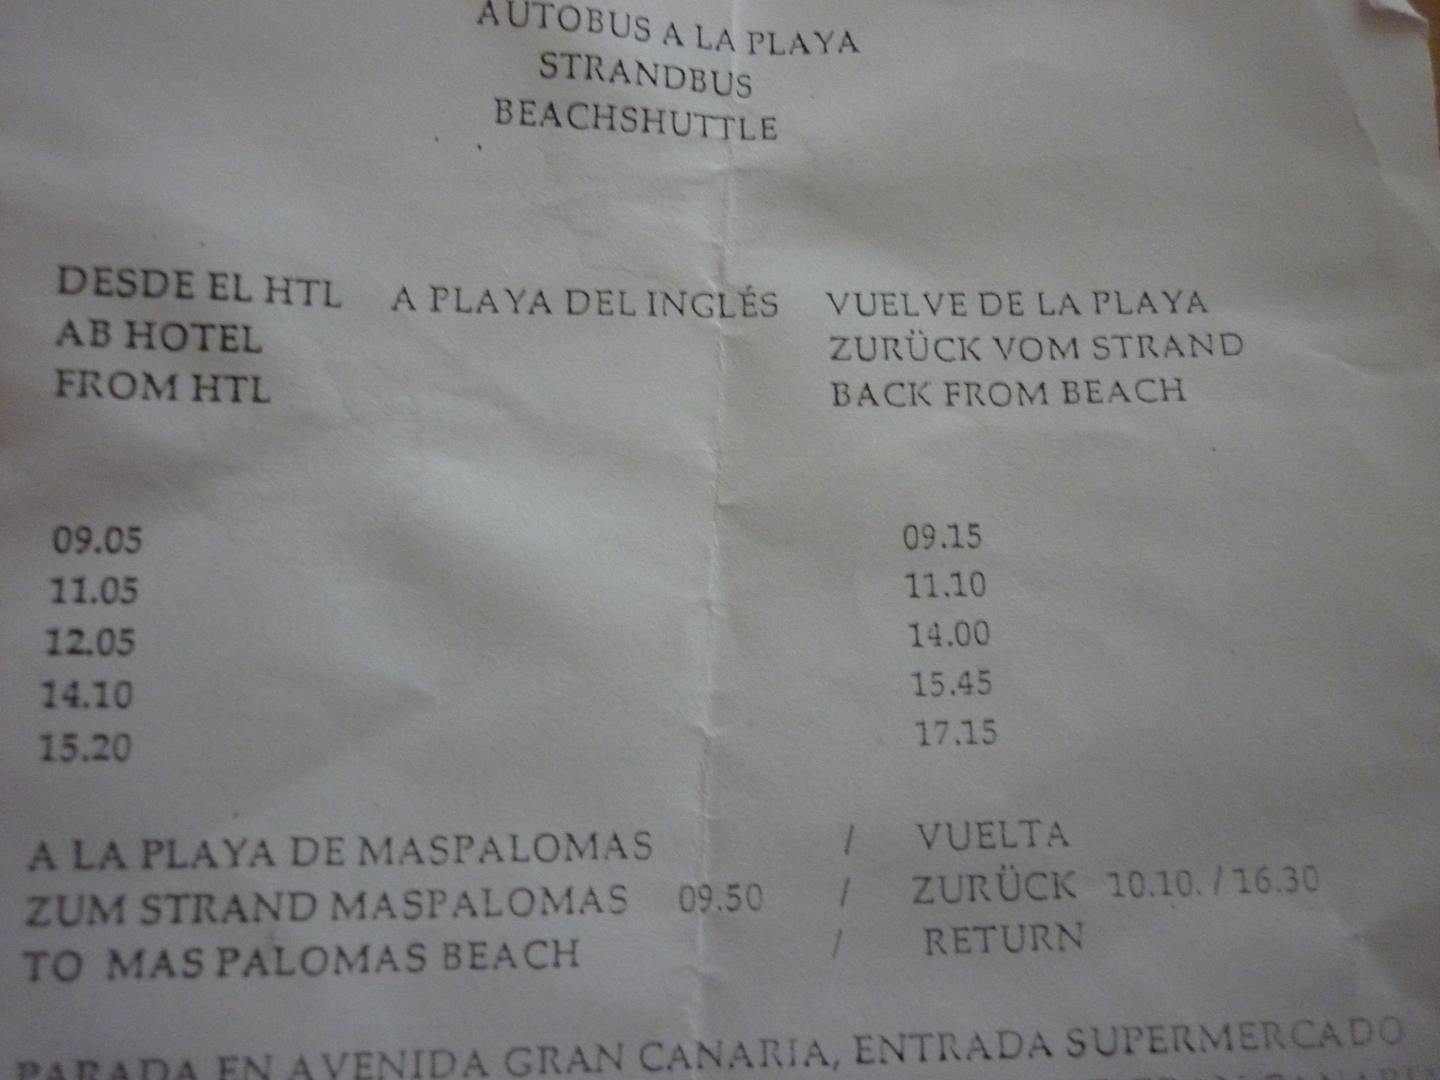 AUTOBUS A LA PLAYA
STRANDBUS
BEACHSHUTTLE
DESDE EL HTL A PLAYA DEL INGLÉS VUELVE DE LA PLAYA
AB HOTEL ZURÜCK VOM STRAND
FROM HTL BACK FROM BEACH
09.05 09.15
11.05 11.10
12.05 14.00
14.10 15.45
15.20 17.15
A LA PLAYA DE MASPALOMAS / VUELTA
ZUM STRAND MASPALOMAS 09.50 / ZURÜCK 10.10. / 16.30
TO MAS PALOMAS BEACH / RETURN
PARADA EN AVENIDA GRAN CANARIA, ENTRADA SUPERMERCADO